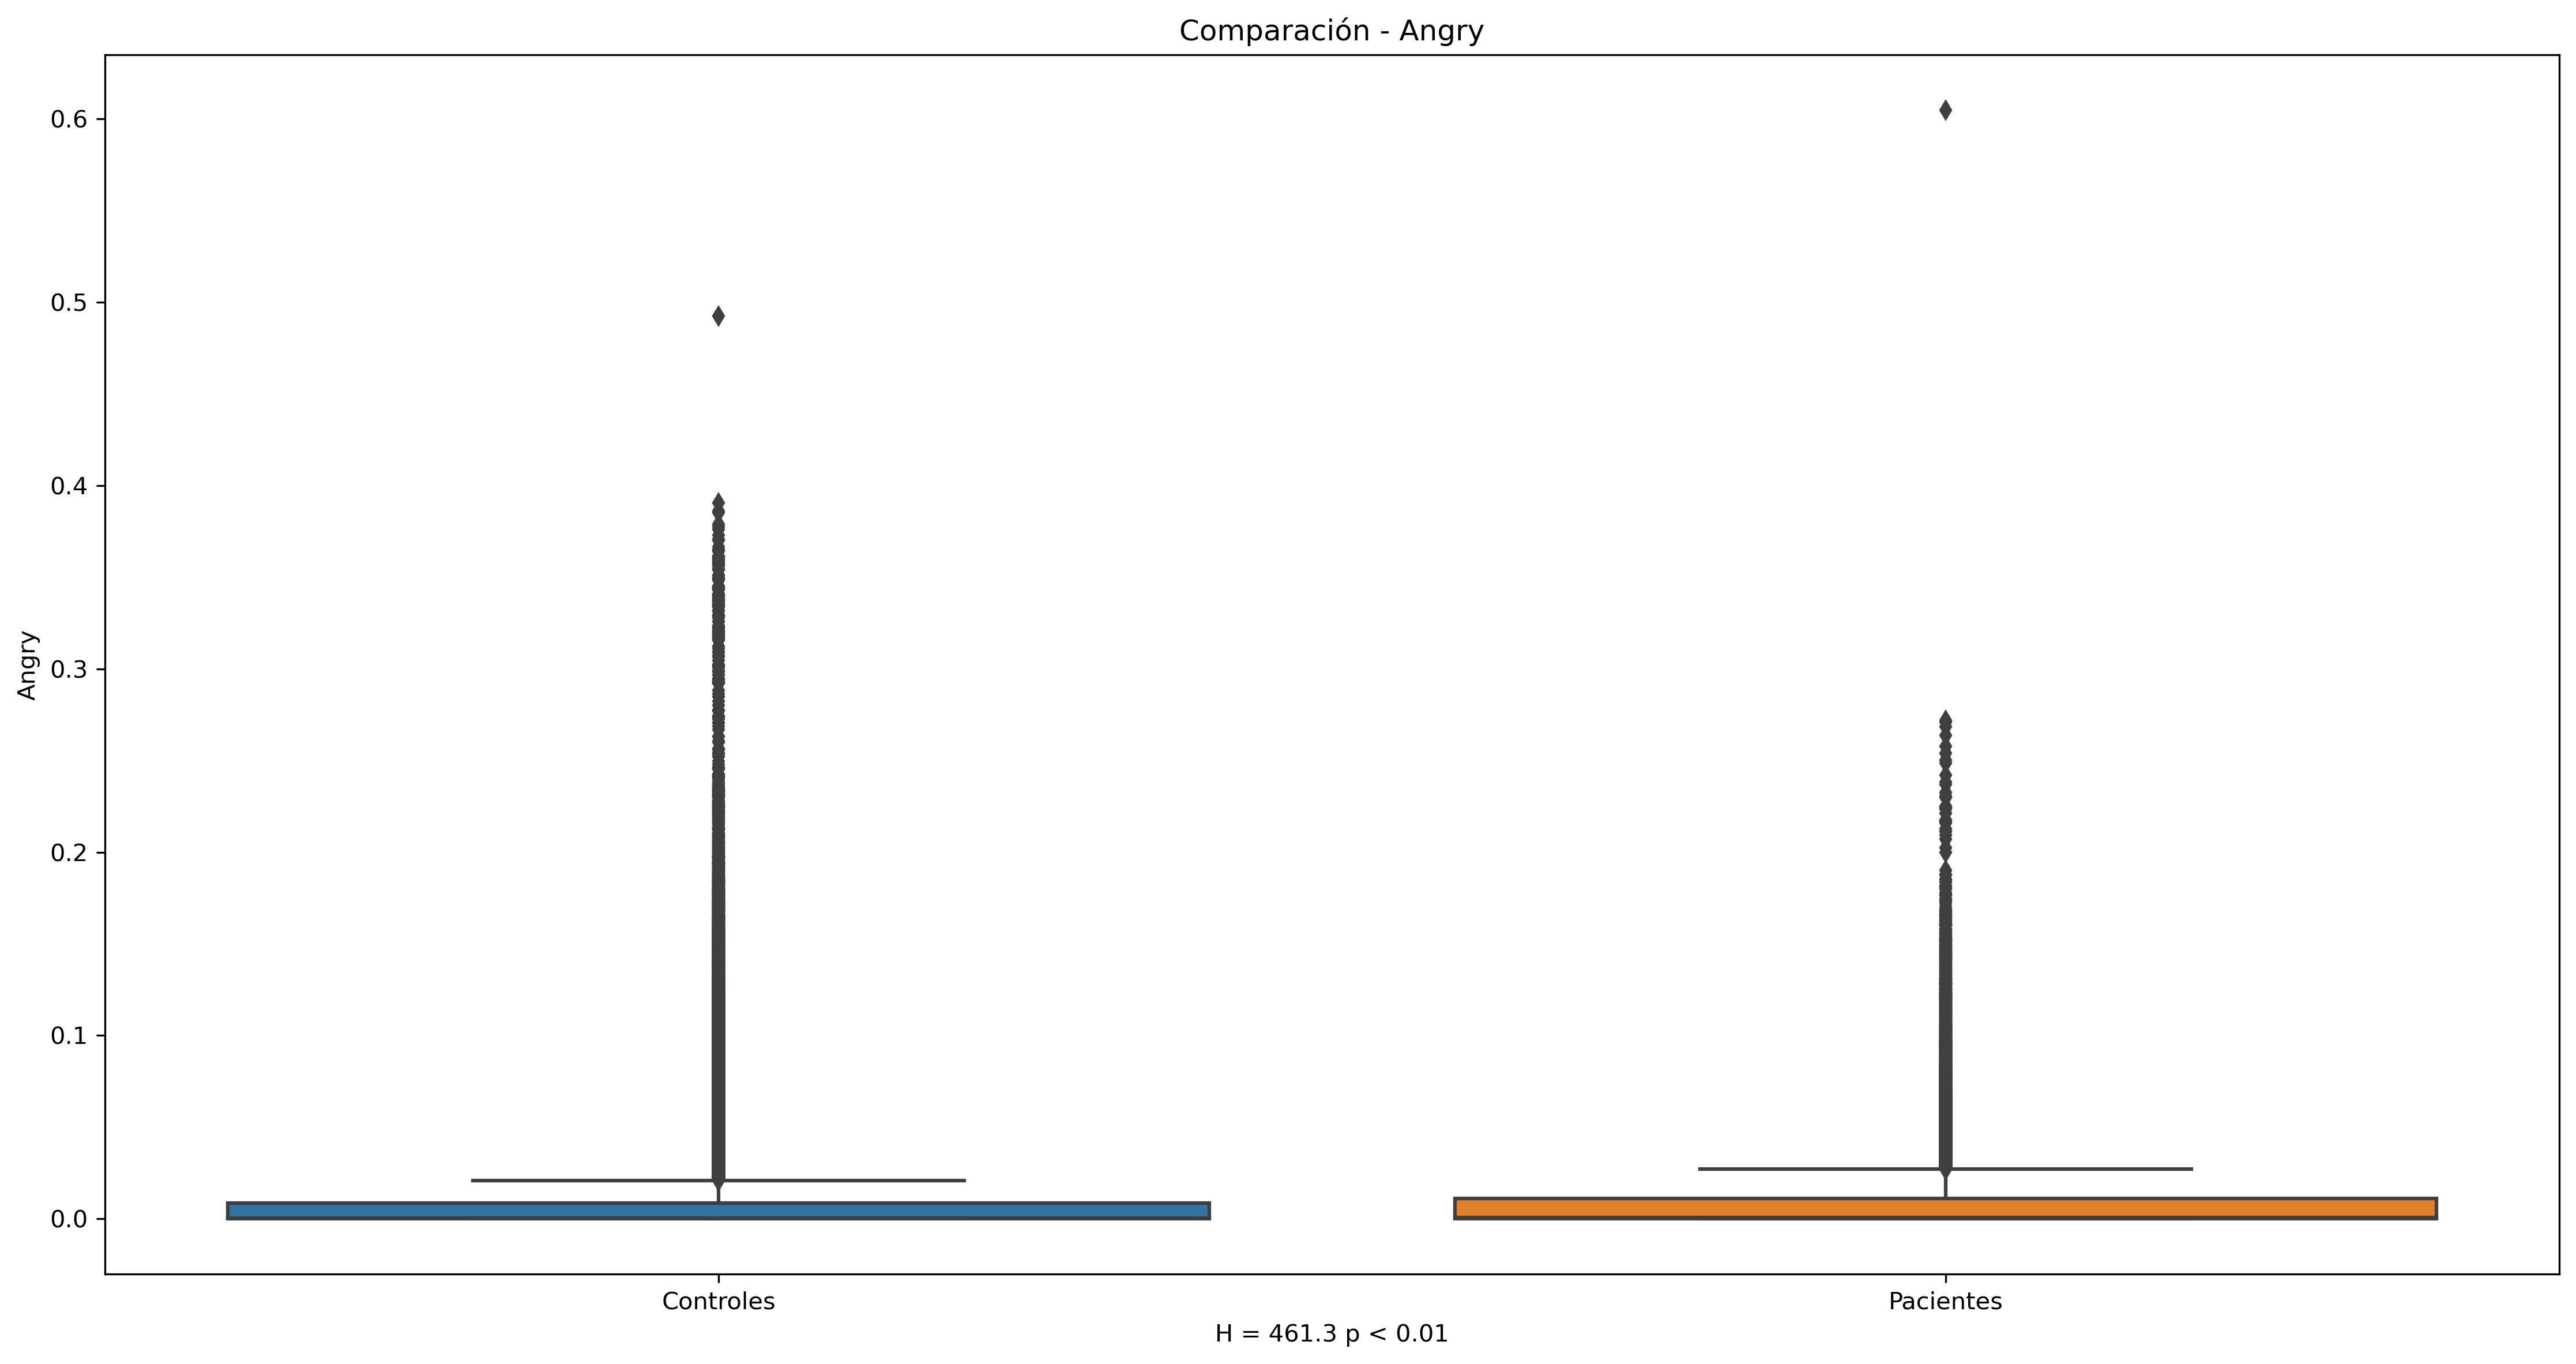 Comparación - Angry
0.6
0.5
0.4
0.3
0.2
0.1
0.0
Angry
Controles
Pacientes
H = 461.3 p < 0.01